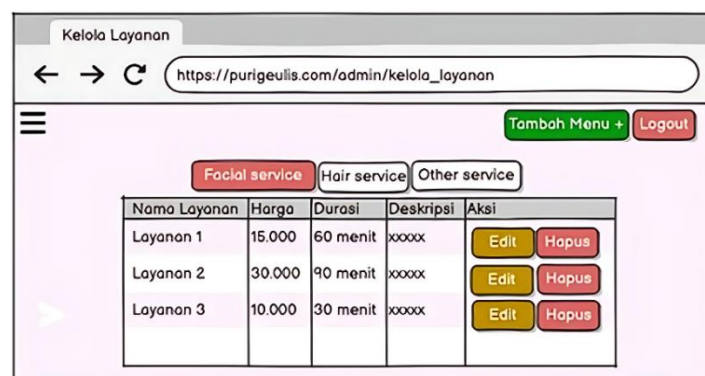 Kelola Layanan
https://purigeulis.com/admin/kelola_layanan
Tambah Menu + Logout
Facial service Hair service Other service
Nama Layanan Harga Durasi Deskripsi Aksi
Layanan 1 15.000 60 menit xxxxx Edit Hapus
Layanan 2 30.000 90 menit xxxxx Edit Hapus
Layanan 3 10.000 30 menit xxxxx Edit Hapus